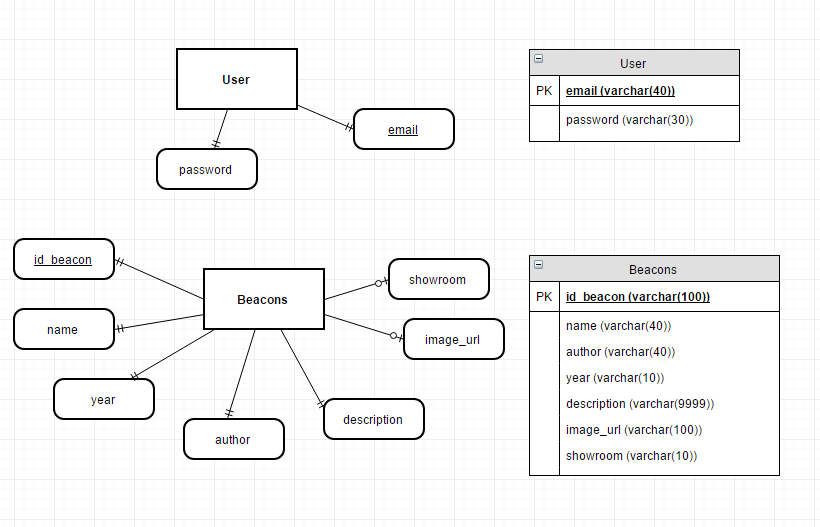 User
email
password
id_beacon
name
year
author
description
image_url
showroom
Beacons
User
PK email (varchar(40))
password (varchar(30))
Beacons
PK id_beacon (varchar(100))
name (varchar(40))
author (varchar(40))
year (varchar(10))
description (varchar(9999))
image_url (varchar(100))
showroom (varchar(10))